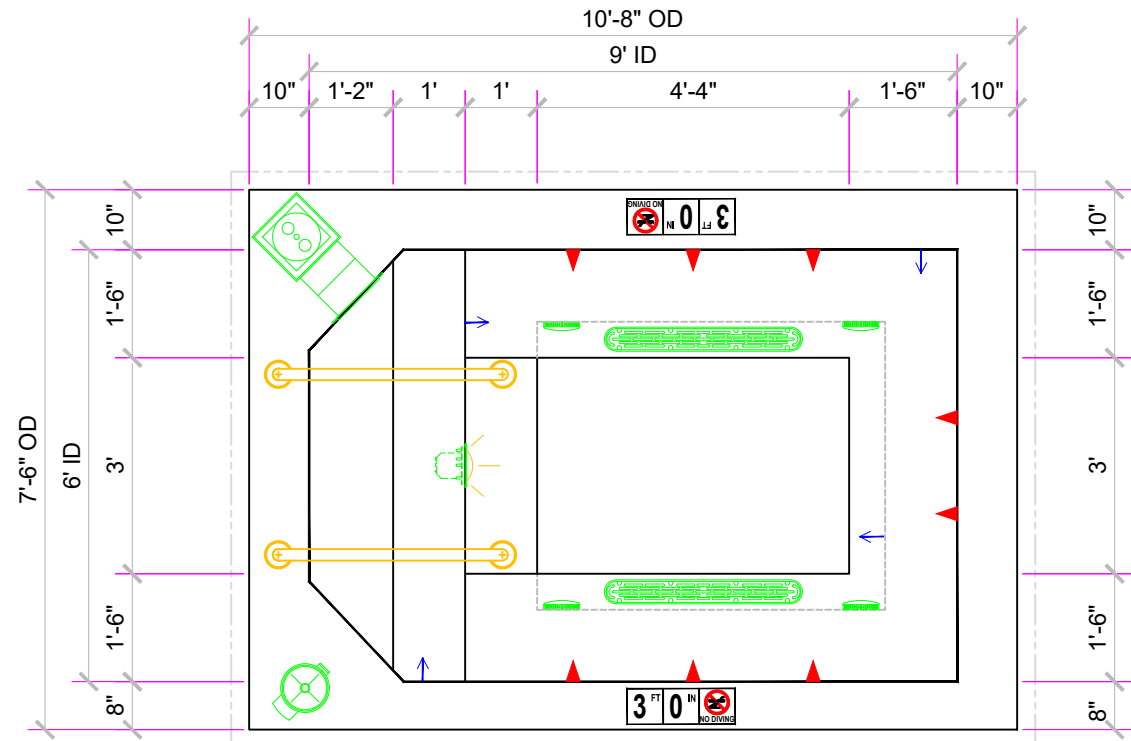 10'-8" OD
9' ID
10" 1'-2" 1' 1' 4'-4" 1'-6" 10"
NO DIVING IN 0 FT 3
10" 10"
1'-6" 1'-6"
7'-6" OD 6' ID 3' 3'
1'-6" 1'-6"
8" 8"
3 FT 0 IN NO DIVING